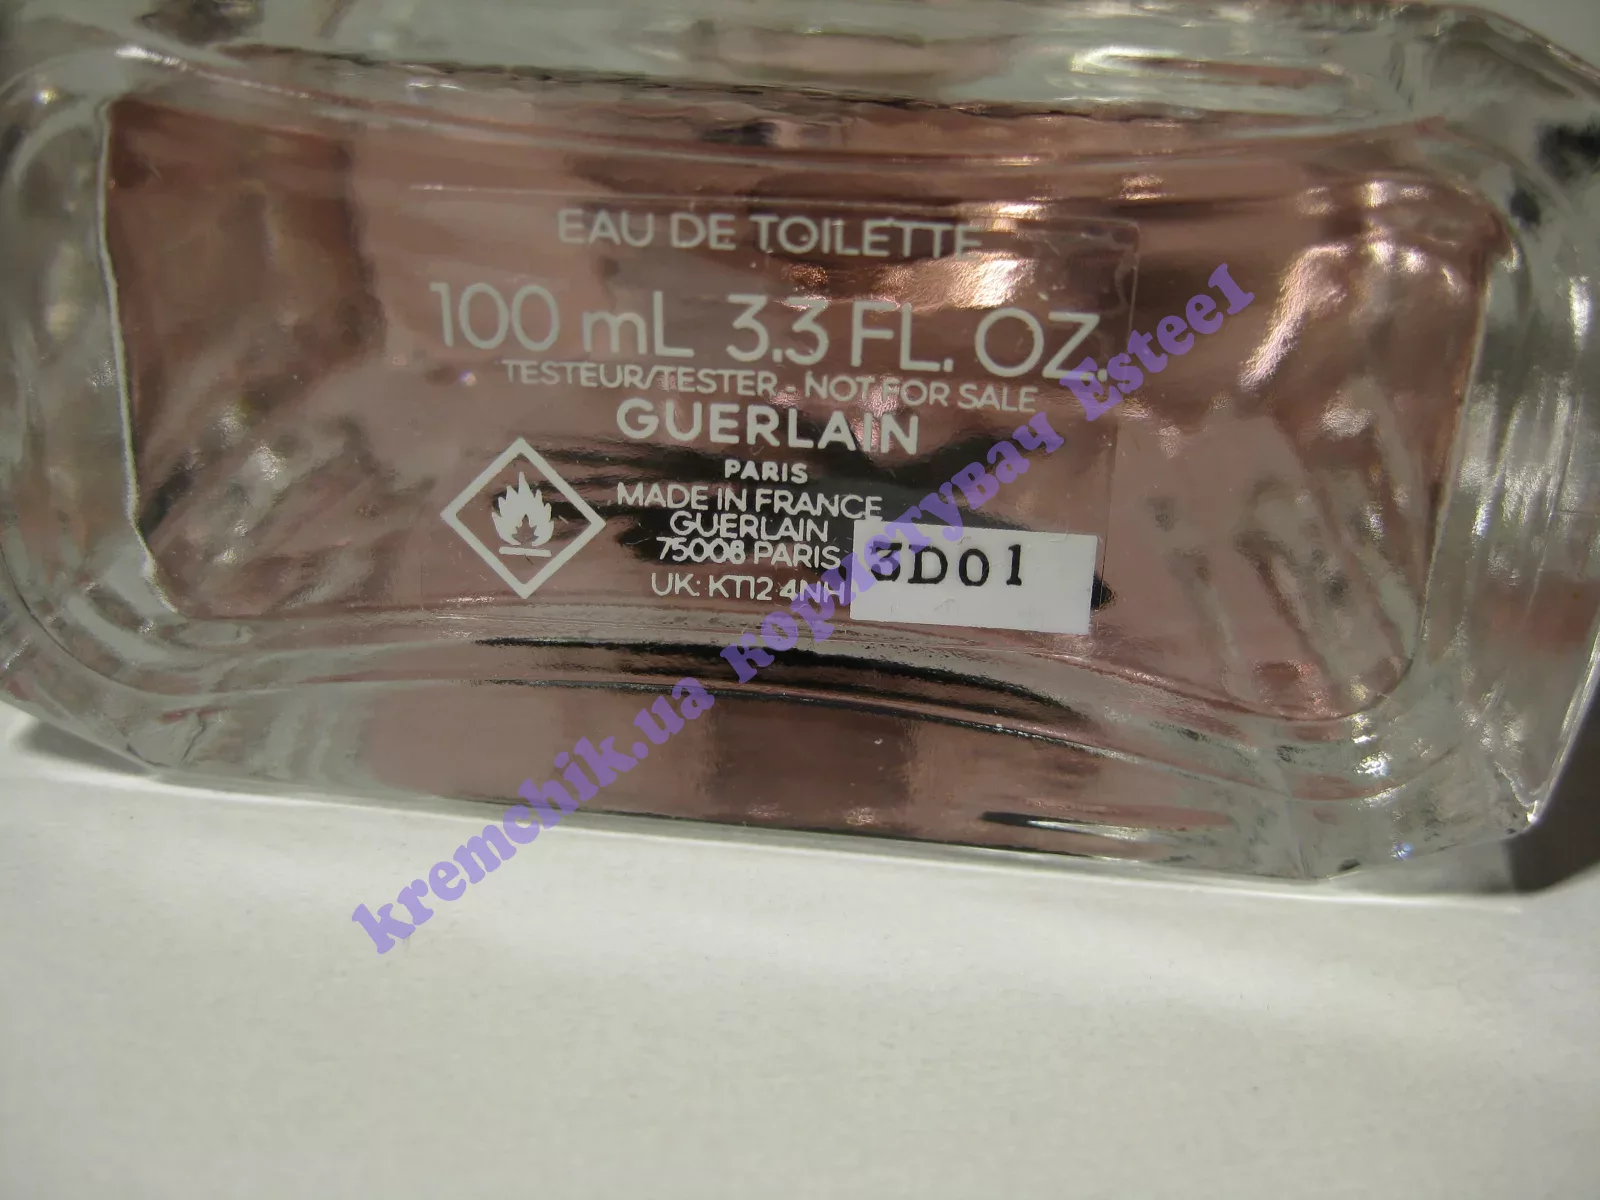 EAU DE TOILETTE
100 mL 3.3 FL. OZ.
TESTEUR/TESTER - NOT FOR SALE
GUERLAIN
PARIS
MADE IN FRANCE
GUERLAIN
75008 PARIS
UK: KT12 4NH
3D01
kremchik.ua користувач Estee1